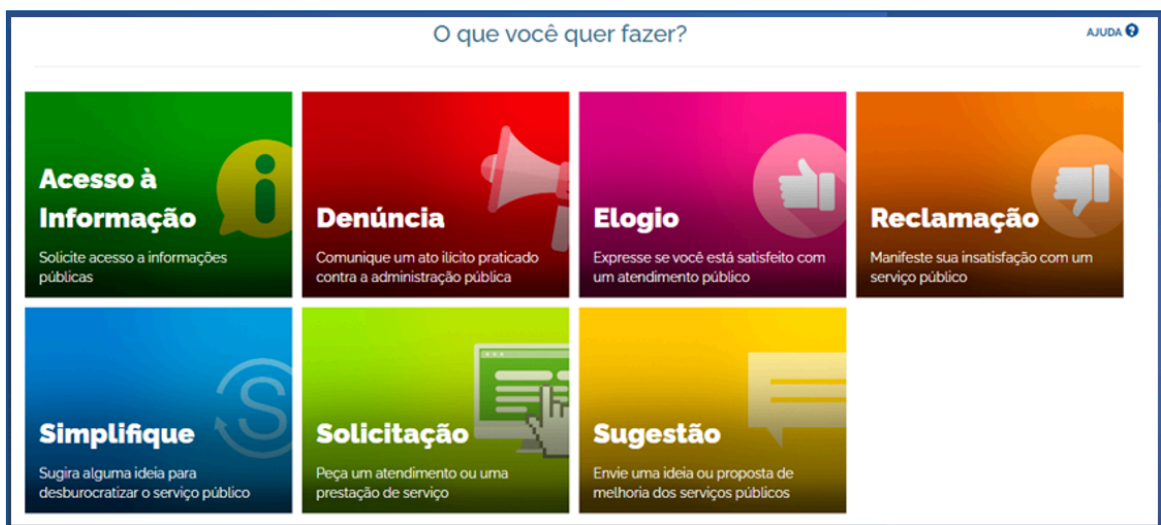 O que você quer fazer?
AJUDA
Acesso à
Informação
Solicite acesso a informações
públicas
Denúncia
Comunique um ato ilícito praticado
contra a administração pública
Elogio
Expresse se você está satisfeito com
um atendimento público
Reclamação
Manifeste sua insatisfação com um
serviço público
Simplifique
Sugira alguma ideia para
desburocratizar o serviço público
Solicitação
Peça um atendimento ou uma
prestação de serviço
Sugestão
Envie uma ideia ou proposta de
melhoria dos serviços públicos